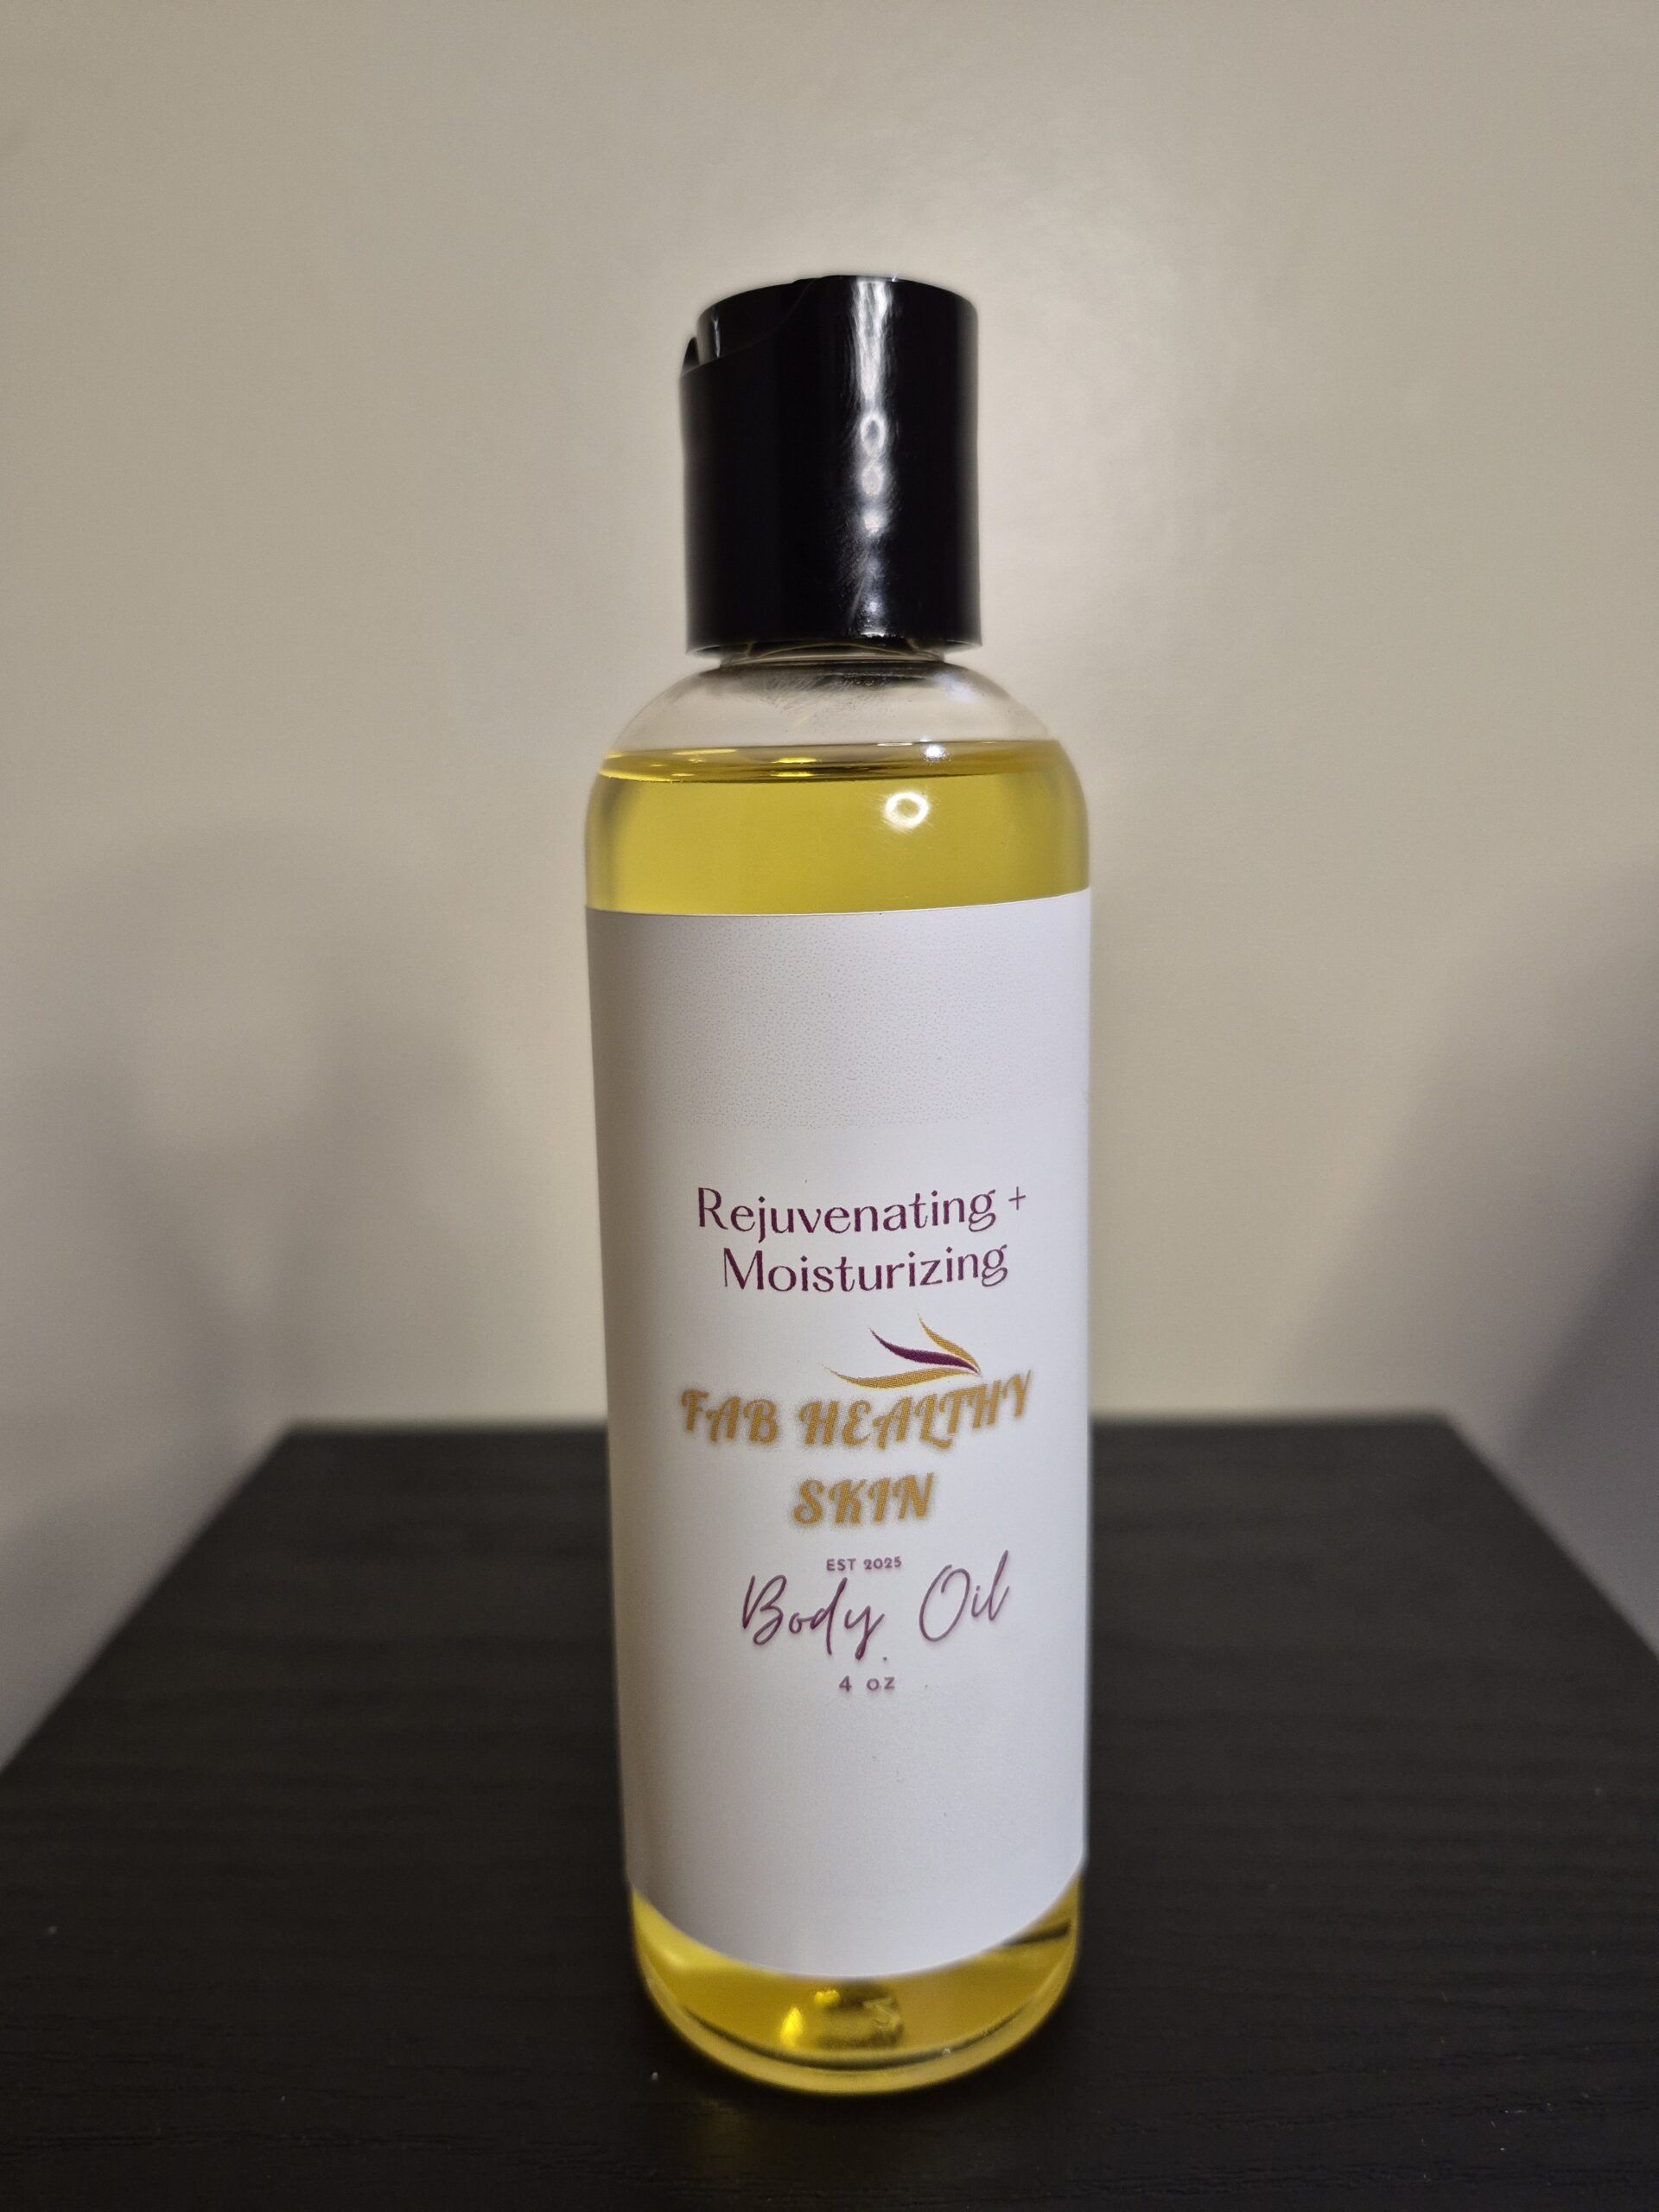 Rejuvenating +
Moisturizing
FAB HEALTHY
SKIN
EST 2025
Body Oil
4 oz